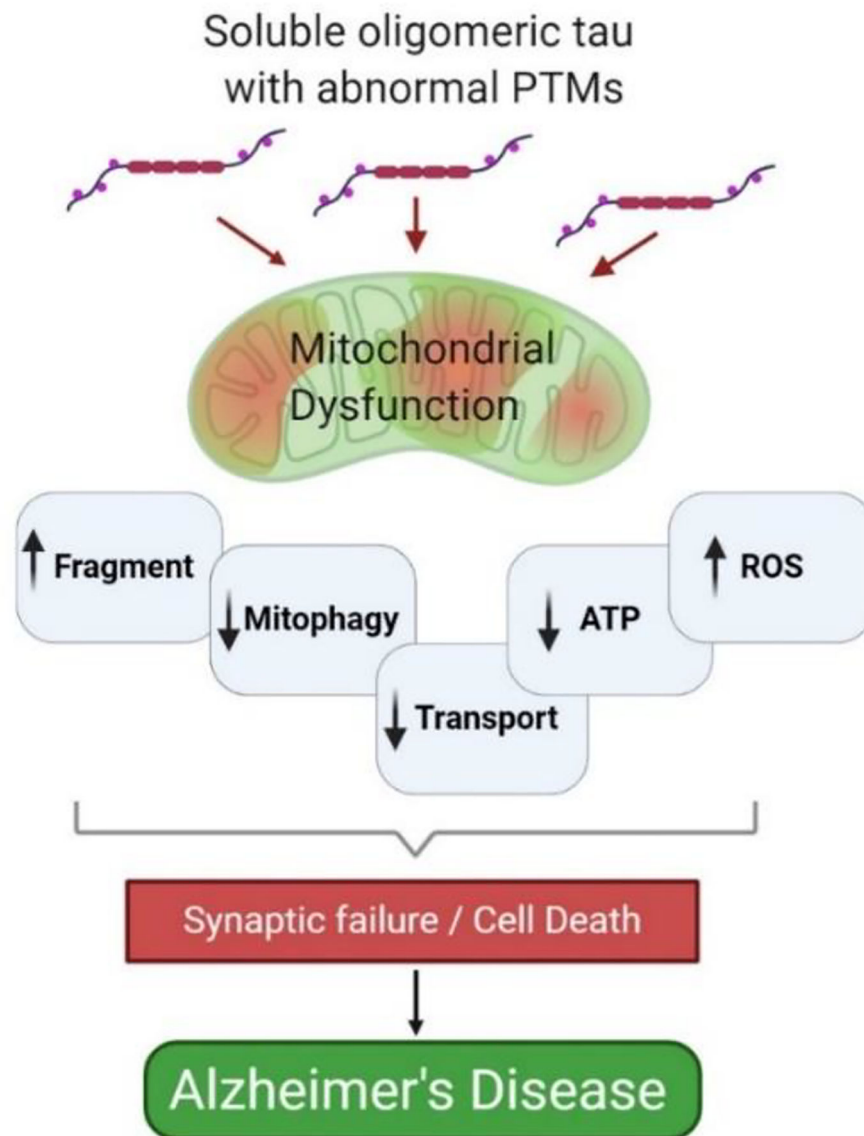 Soluble oligomeric tau
with abnormal PTMs
Mitochondrial
Dysfunction
Fragment
Mitophagy
Transport
ATP
ROS
Synaptic failure / Cell Death
Alzheimer's Disease